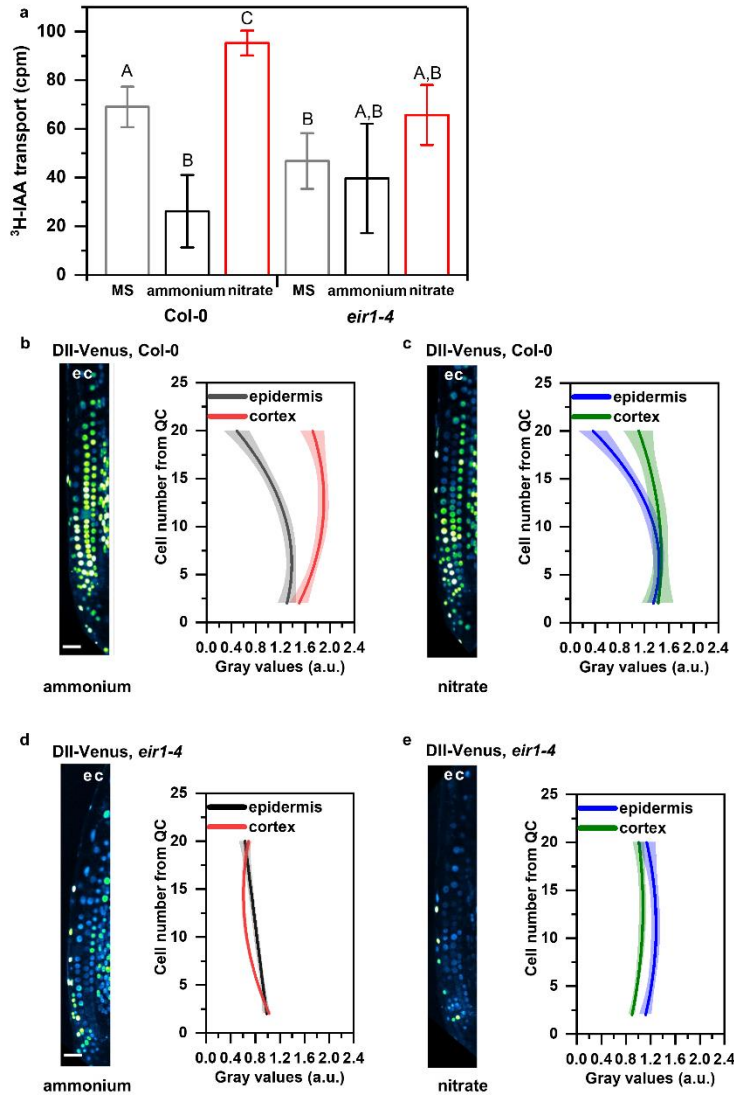 a
³H-IAA transport (cpm)
100
80
60
40
20
0
A
B
C
B
A,B
A,B
MS ammonium nitrate MS ammonium nitrate
Col-0 eir1-4
b DII-Venus, Col-0
e c
ammonium
Cell number from QC
25
20
15
10
5
0
epidermis
cortex
0.0 0.4 0.8 1.2 1.6 2.0 2.4
Gray values (a.u.)
c DII-Venus, Col-0
e c
nitrate
Cell number from QC
25
20
15
10
5
0
epidermis
cortex
0.0 0.4 0.8 1.2 1.6 2.0 2.4
Gray values (a.u.)
d DII-Venus, eir1-4
e c
ammonium
Cell number from QC
25
20
15
10
5
0
epidermis
cortex
0.0 0.4 0.8 1.2 1.6 2.0 2.4
Gray values (a.u.)
e DII-Venus, eir1-4
e c
nitrate
Cell number from QC
25
20
15
10
5
0
epidermis
cortex
0.0 0.4 0.8 1.2 1.6 2.0 2.4
Gray values (a.u.)